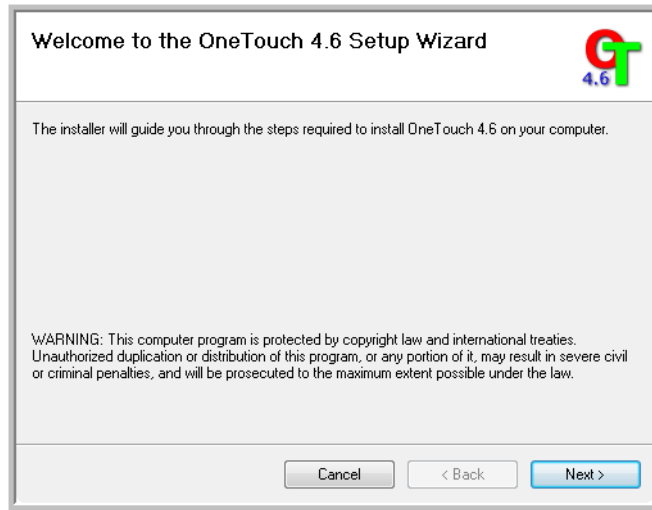 Welcome to the OneTouch 4.6 Setup Wizard
OT
4.6
The installer will guide you through the steps required to install OneTouch 4.6 on your computer.
WARNING: This computer program is protected by copyright law and international treaties.
Unauthorized duplication or distribution of this program, or any portion of it, may result in severe civil
or criminal penalties, and will be prosecuted to the maximum extent possible under the law.
Cancel < Back Next >